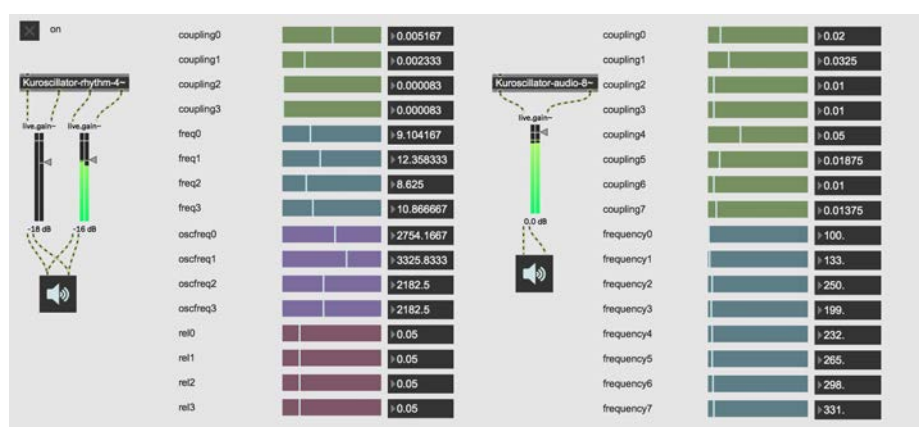 on
Kuroscillator-rhythm-4~
live.gain~ live.gain~
-18 dB -16 dB
coupling0 0.005167
coupling1 0.002333
coupling2 0.000083
coupling3 0.000083
freq0 9.104167
freq1 12.358333
freq2 8.625
freq3 10.866667
oscfreq0 2754.1667
oscfreq1 3325.8333
oscfreq2 2182.5
oscfreq3 2182.5
rel0 0.05
rel1 0.05
rel2 0.05
rel3 0.05
Kuroscillator-audio-8~
live.gain~
0.0 dB
coupling0 0.02
coupling1 0.0325
coupling2 0.01
coupling3 0.01
coupling4 0.05
coupling5 0.01875
coupling6 0.01
coupling7 0.01375
frequency0 100.
frequency1 133.
frequency2 250.
frequency3 199.
frequency4 232.
frequency5 265.
frequency6 298.
frequency7 331.